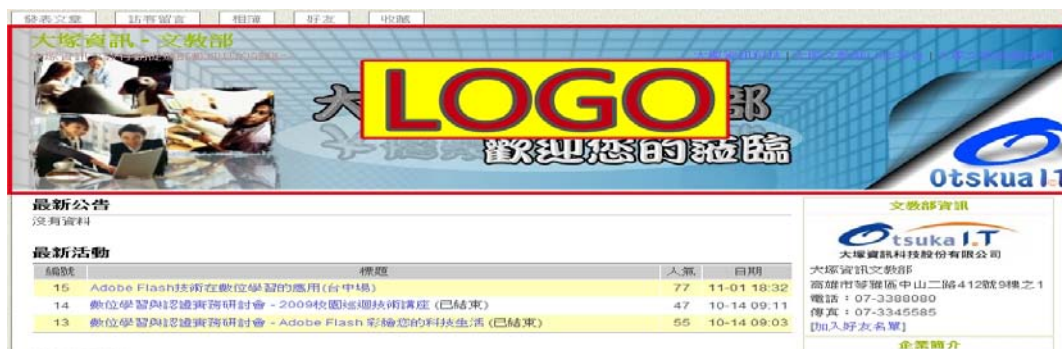 發表文章 訪客留言 相簿 好友 收藏
大塚資訊 - 文教部
LOGO
大 部
歡迎您的蒞臨
Otskua I.T
最新公告
沒有資料
最新活動
編號 標題 人氣 日期
15 Adobe Flash技術在數位學習的應用(台中場) 77 11-01 18:32
14 數位學習與認證實務研討會 - 2009校園巡迴技術講座 (已結束) 47 10-14 09:11
13 數位學習與認證實務研討會 - Adobe Flash 彩繪您的科技生活 (已結束) 55 10-14 09:03
文教部資訊
Otsuka I.T
大塚資訊科技股份有限公司
大塚資訊文教部
高雄市苓雅區中山二路412號9樓之1
電話：07-3388080
傳真：07-3345585
[加入好友名單]
企業簡介